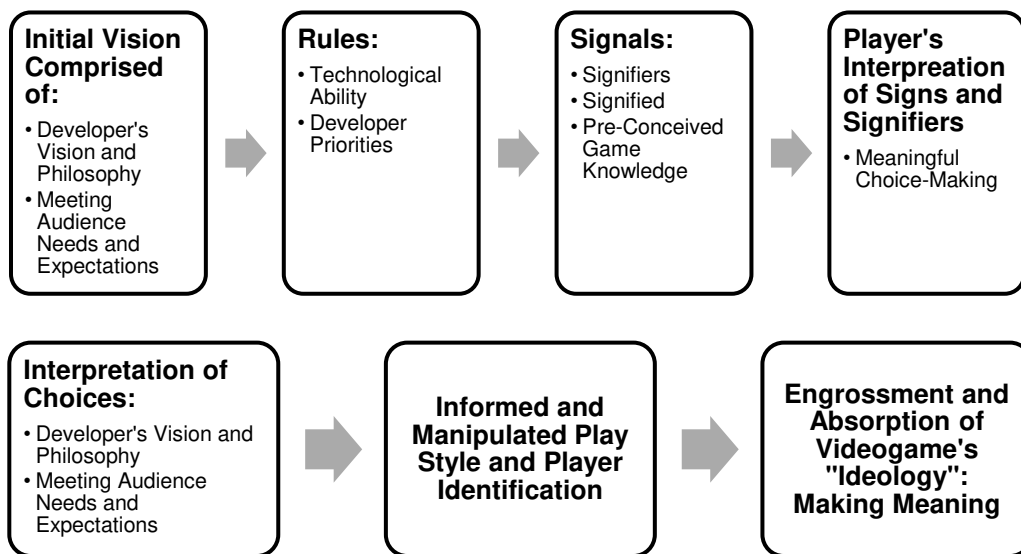 Initial Vision
Comprised
of:
• Developer's
Vision and
Philosophy
• Meeting
Audience
Needs and
Expectations
Rules:
• Technological
Ability
• Developer
Priorities
Signals:
• Signifiers
• Signified
• Pre-Conceived
Game
Knowledge
Player's
Interpreation
of Signs and
Signifiers
• Meaningful
Choice-Making
Interpretation of
Choices:
• Developer's Vision and
Philosophy
• Meeting Audience
Needs and
Expectations
Informed and
Manipulated Play
Style and Player
Identification
Engrossment and
Absorption of
Videogame's
"Ideology":
Making Meaning